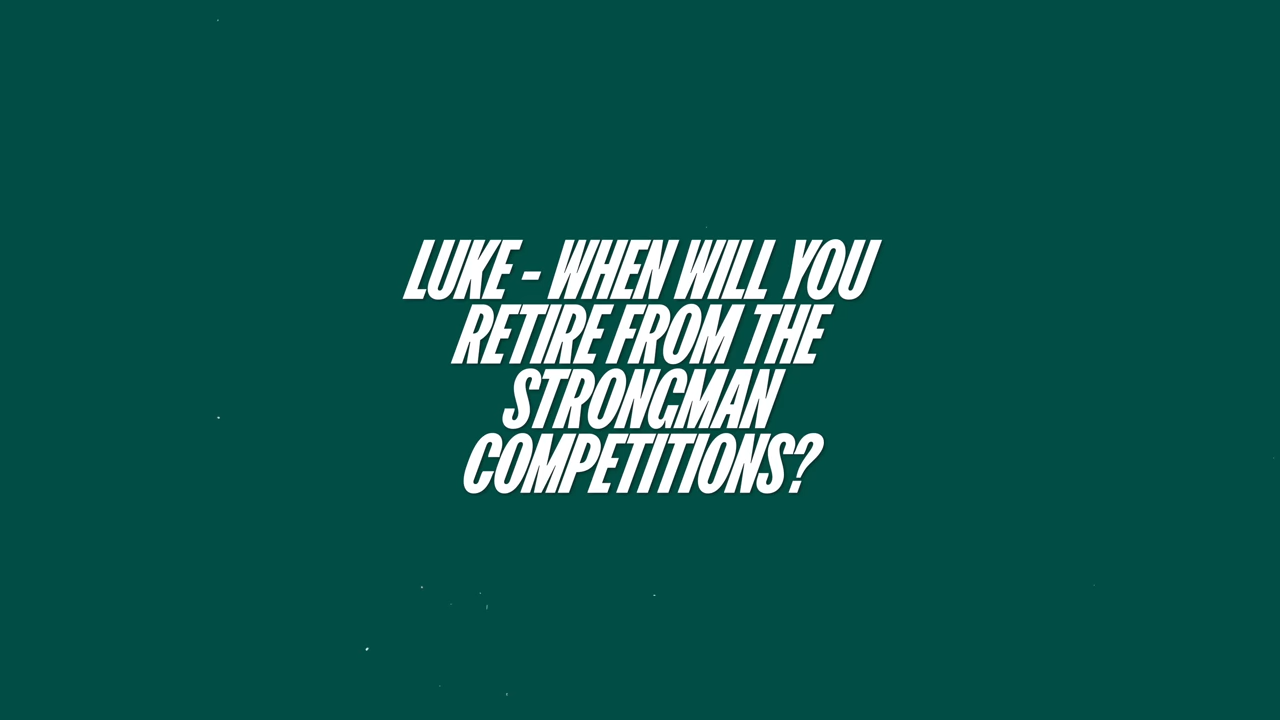 LUKE - WHEN WILL YOU
RETIRE FROM THE
STRONGMAN
COMPETITIONS?